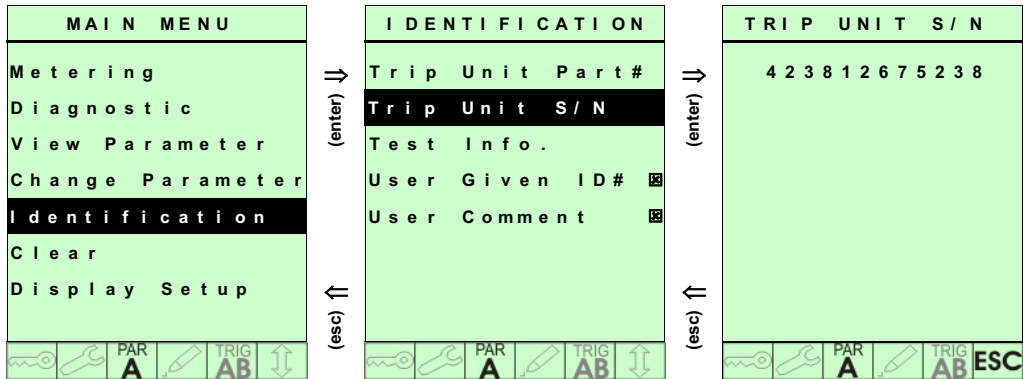 MAIN MENU
Metering
Diagnostic
View Parameter
Change Parameter
Identification
Clear
Display Setup
PAR
A
TRIG
AB
(enter)
(esc)
IDENTIFICATION
Trip Unit Part#
Trip Unit S/N
Test Info.
User Given ID#
User Comment
PAR
A
TRIG
AB
(enter)
(esc)
TRIP UNIT S/N
423812675238
PAR
A
TRIG
AB
ESC